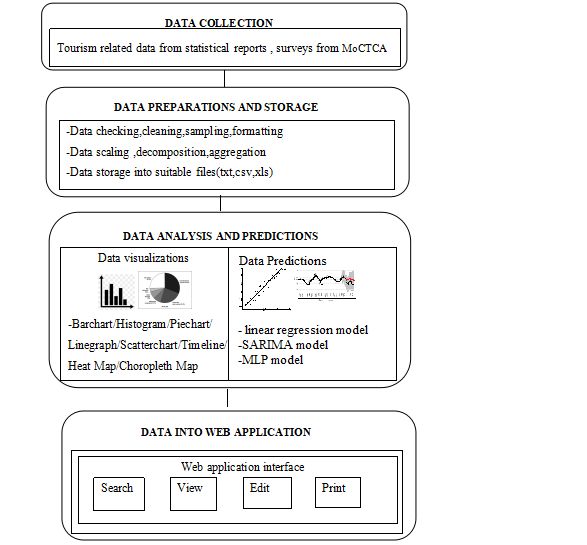 DATA COLLECTION
Tourism related data from statistical reports , surveys from MoCTCA
DATA PREPARATIONS AND STORAGE
-Data checking,cleaning,sampling,formatting
-Data scaling ,decomposition,aggregation
-Data storage into suitable files(txt,csv,xls)
DATA ANALYSIS AND PREDICTIONS
Data visualizations
-Barchart/Histogram/Piechart/
Linegraph/Scatterchart/Timeline/
Heat Map/Choropleth Map
Data Predictions
- linear regression model
-SARIMA model
-MLP model
DATA INTO WEB APPLICATION
Web application interface
Search
View
Edit
Print